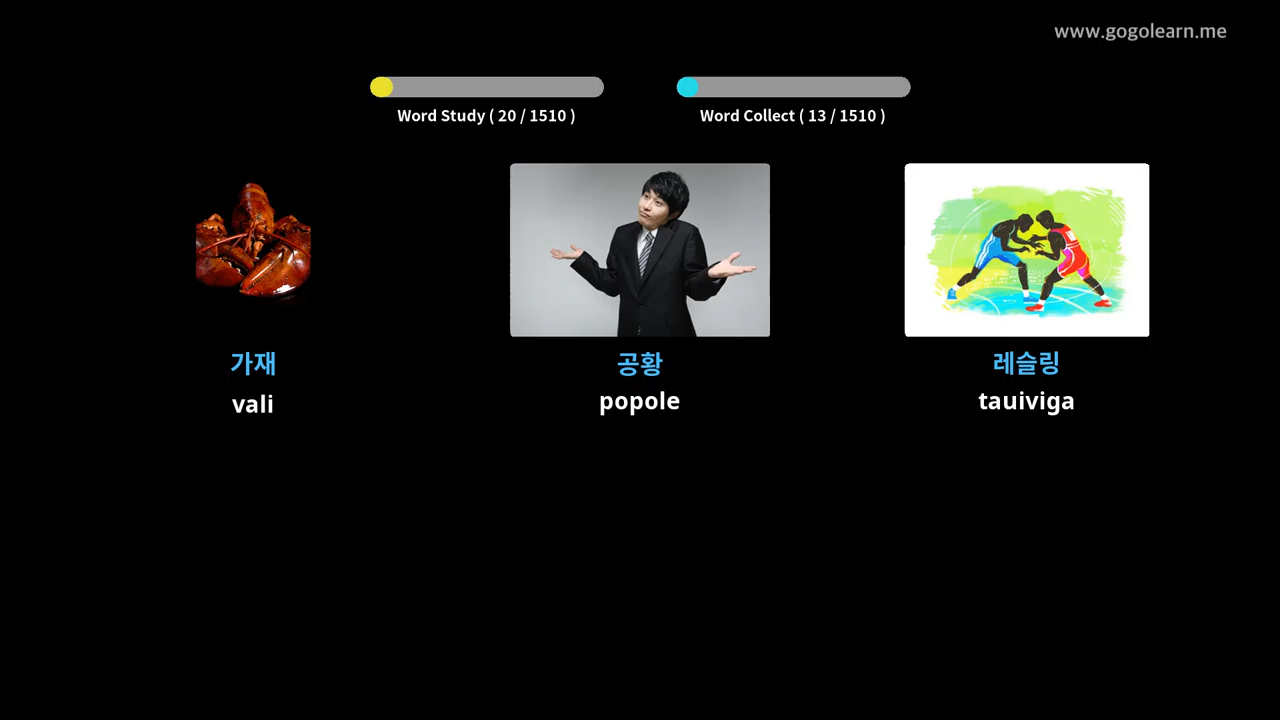 www.gogolearn.me
Word Study ( 20 / 1510 )
Word Collect ( 13 / 1510 )
가재
공황
레슬링
vali
popole
tauiviga